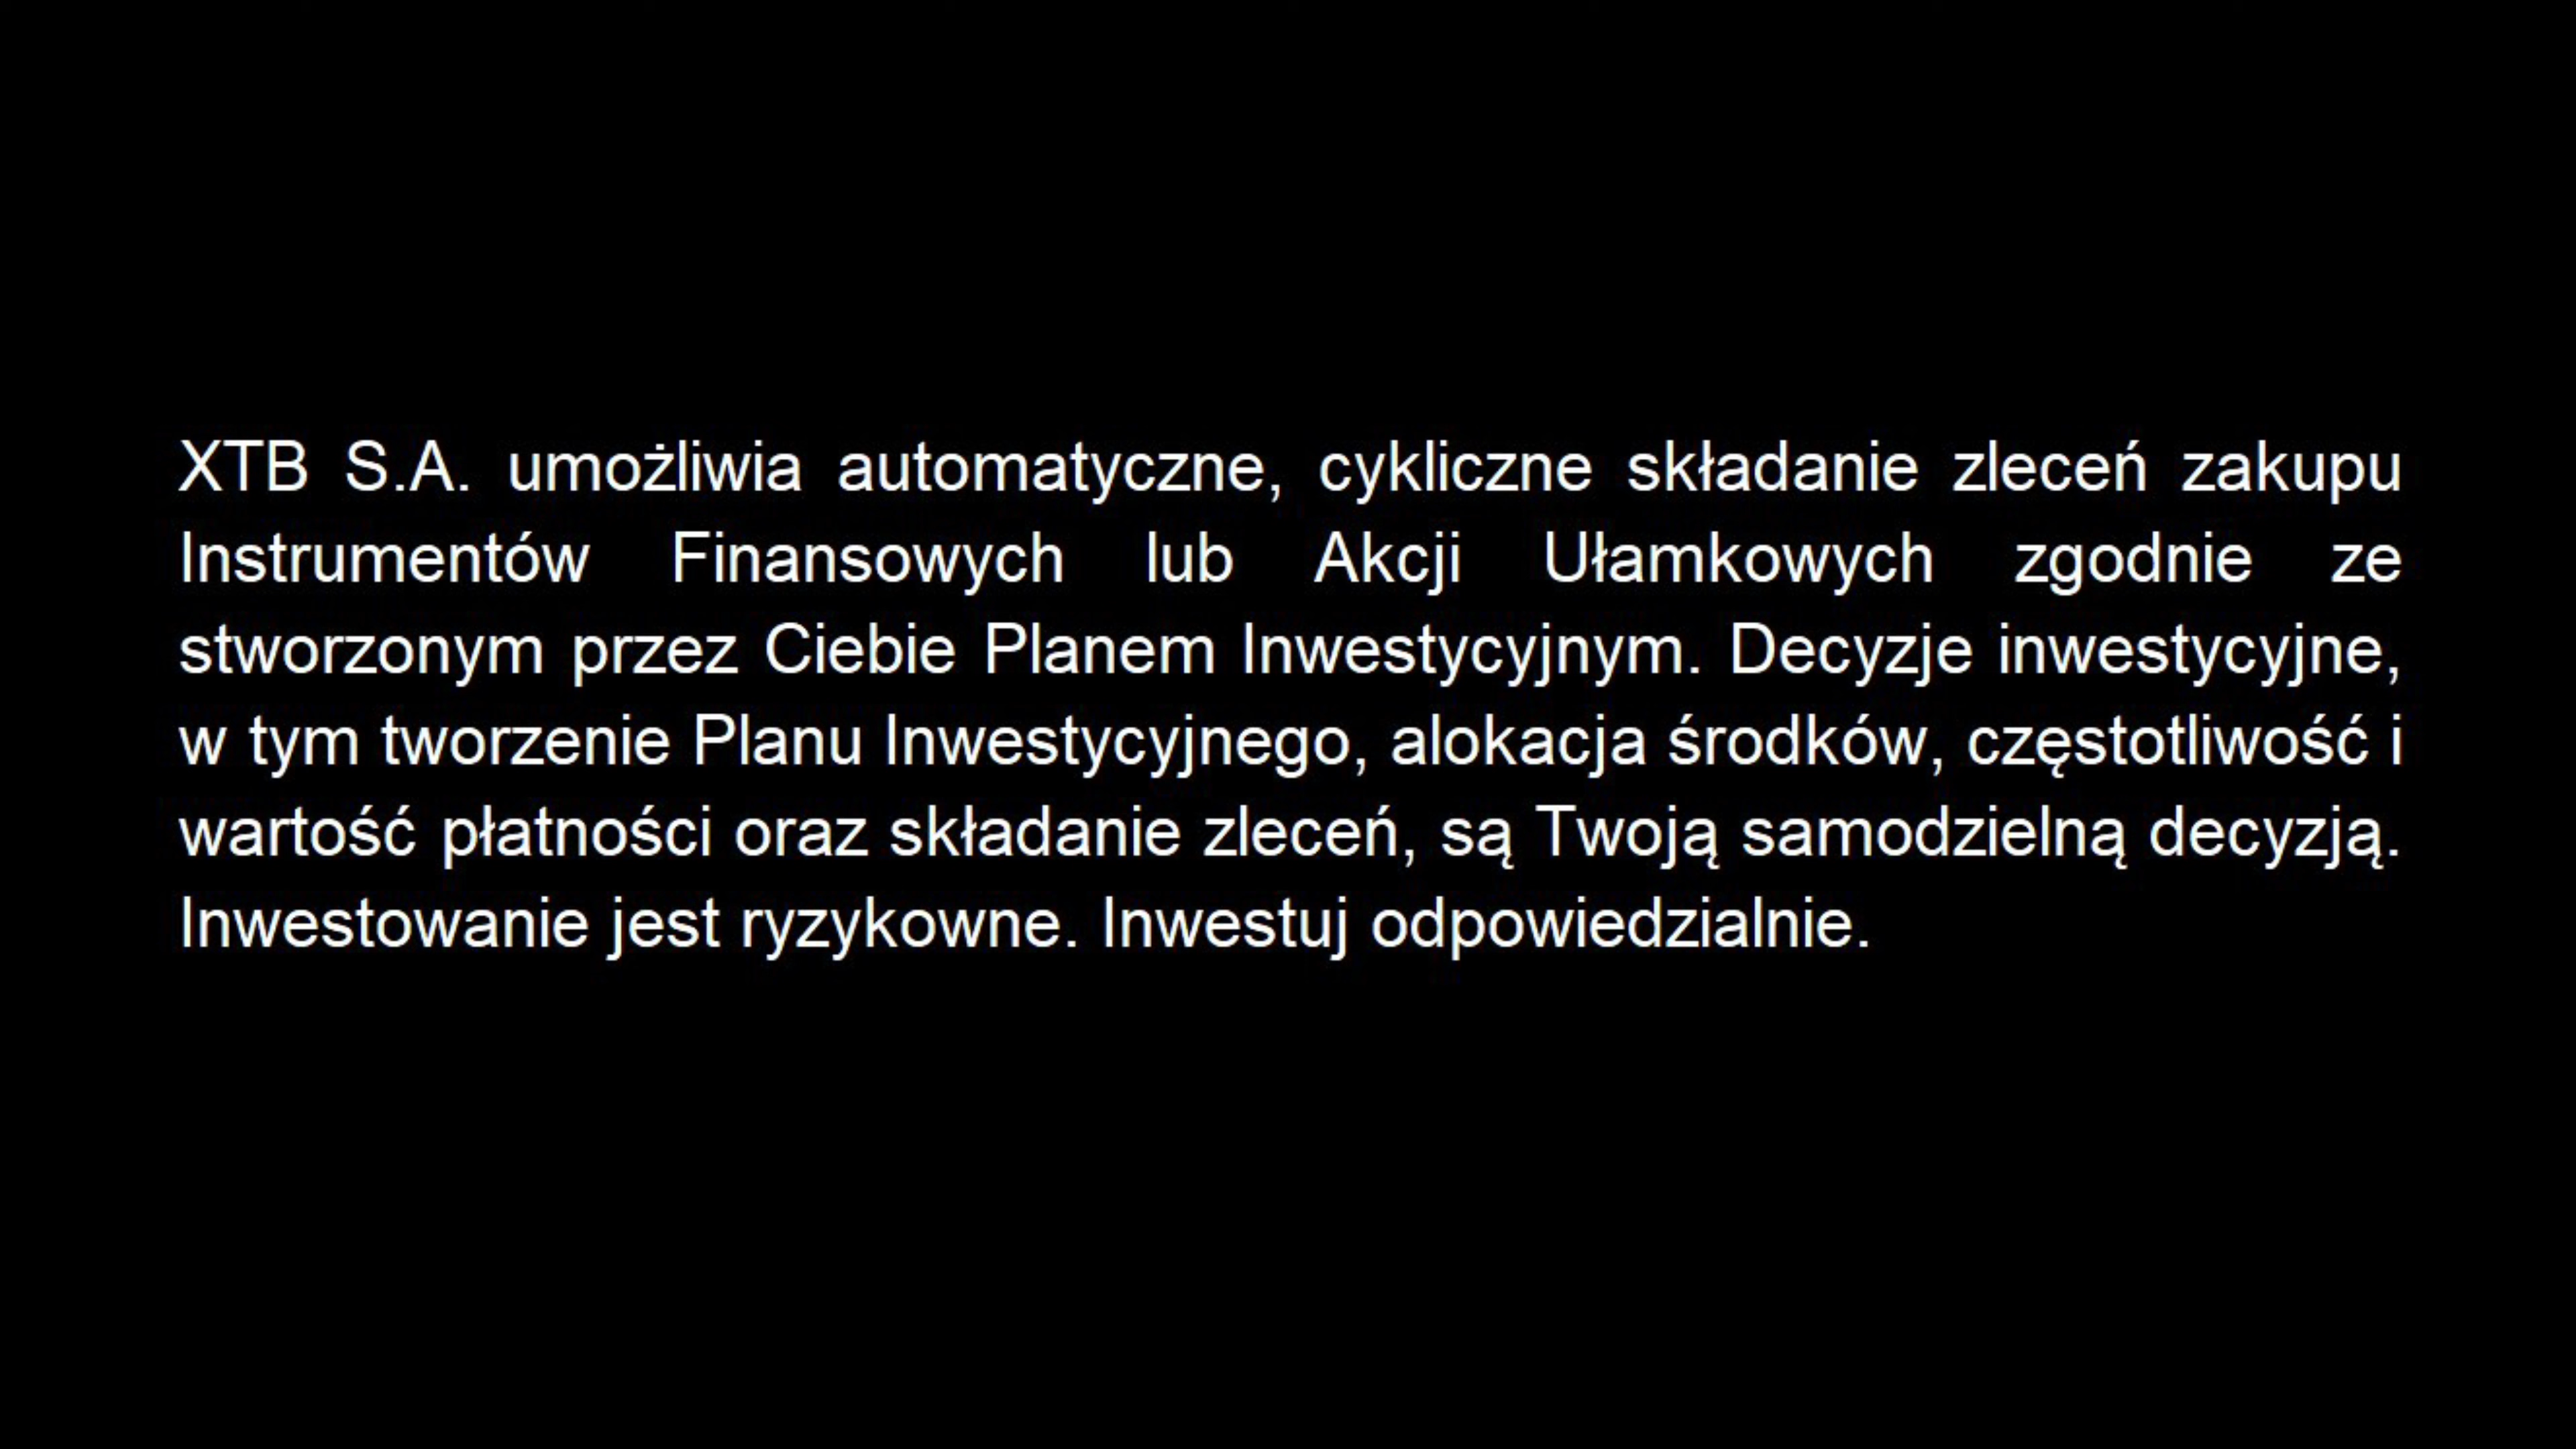 XTB S.A. umożliwia automatyczne, cykliczne składanie zleceń zakupu
Instrumentów Finansowych lub Akcji Ułamkowych zgodnie ze
stworzonym przez Ciebie Planem Inwestycyjnym. Decyzje inwestycyjne,
w tym tworzenie Planu Inwestycyjnego, alokacja środków, częstotliwość i
wartość płatności oraz składanie zleceń, są Twoją samodzielną decyzją.
Inwestowanie jest ryzykowne. Inwestuj odpowiedzialnie.